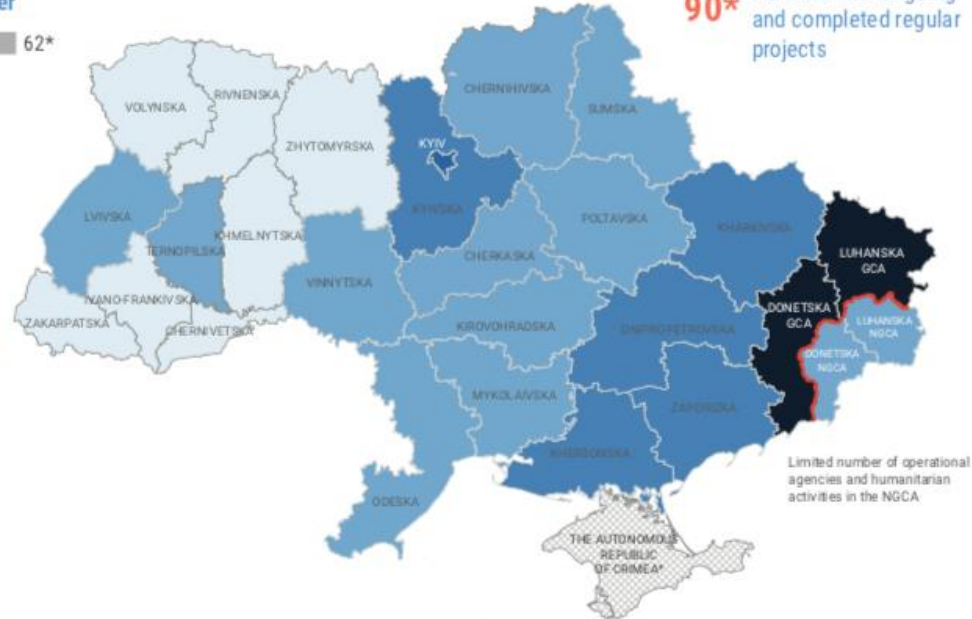 er
62*
90*
and completed regular
projects
VOLYNSKA
RIVNENSKA
ZHYTOMYRSKA
KYIV
KYIVSKA
CHERNIHIVSKA
SUMSKA
LVIVSKA
TERNOPILSKA
KHMELNYTSKA
VINNYTSKA
CHERKASKA
POLTAVSKA
KHARKIVSKA
LUHANSKA
GCA
IVANO-FRANKIVSKA
ZAKARPATSKA
CHERNIVETSKA
KIROVOHRADSKA
DNIPROPETROVSKA
DONETSKA
GCA
LUHANSKA
NGCA
DONETSKA
NGCA
MYKOLAIVSKA
ZAPORIZKA
KHERSONSKA
ODESKA
Limited number of operational
agencies and humanitarian
activities in the NGCA
THE AUTONOMOUS
REPUBLIC
OF CRIMEA*